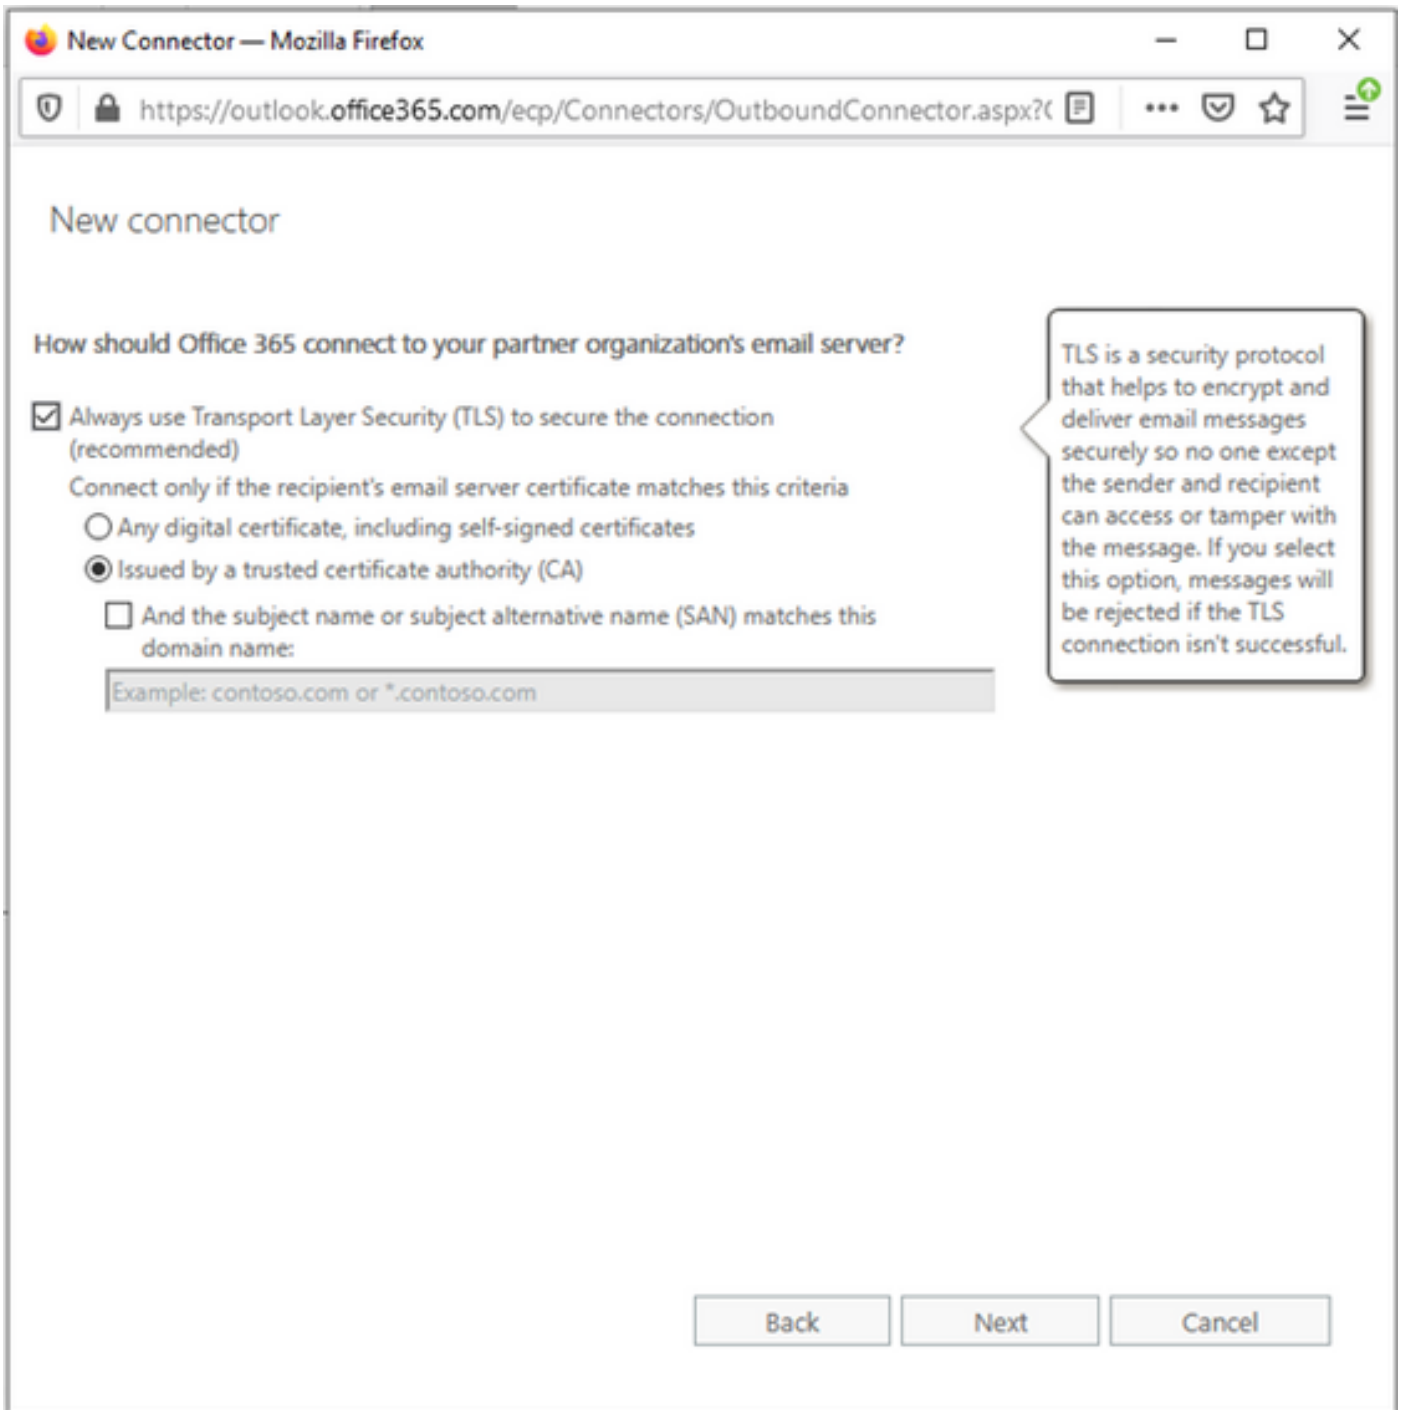 New Connector — Mozilla Firefox
https://outlook.office365.com/ecp/Connectors/OutboundConnector.aspx?(
New connector
How should Office 365 connect to your partner organization's email server?
Always use Transport Layer Security (TLS) to secure the connection
(recommended)
Connect only if the recipient's email server certificate matches this criteria
Any digital certificate, including self-signed certificates
Issued by a trusted certificate authority (CA)
And the subject name or subject alternative name (SAN) matches this
domain name:
Example: contoso.com or *.contoso.com
TLS is a security protocol
that helps to encrypt and
deliver email messages
securely so no one except
the sender and recipient
can access or tamper with
the message. If you select
this option, messages will
be rejected if the TLS
connection isn't successful.
Back
Next
Cancel